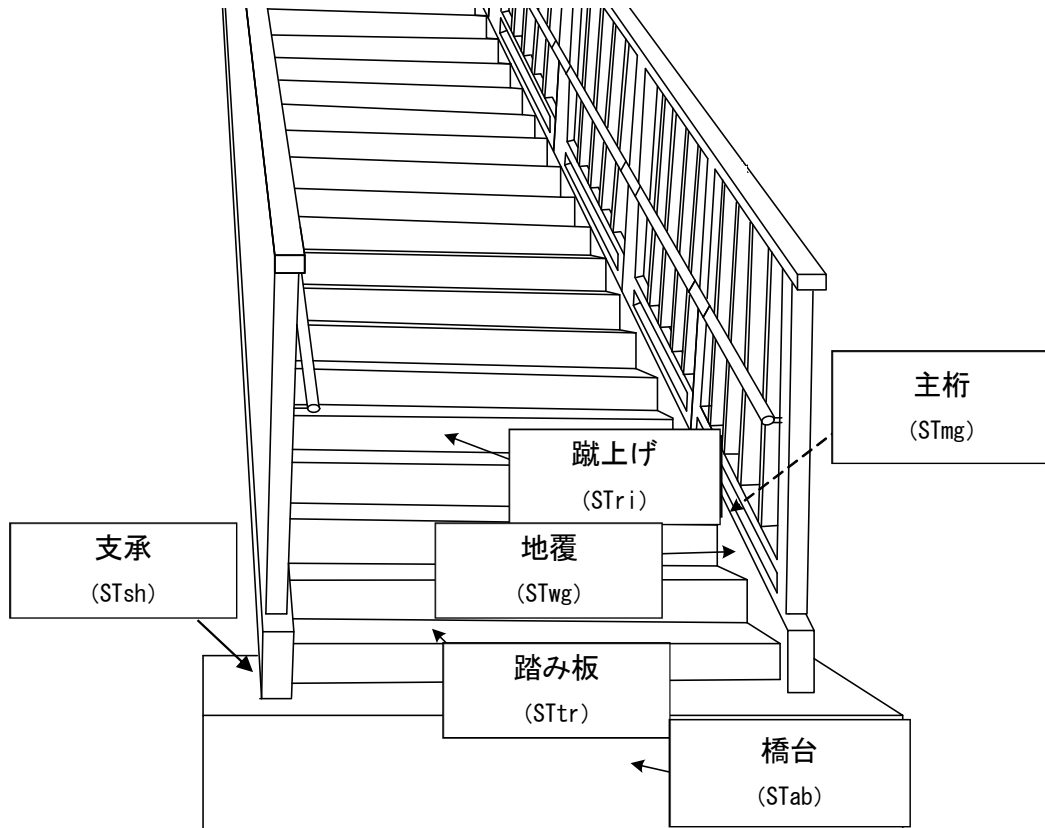 主桁
(STmg)
蹴上げ
(STri)
支承
(STsh)
地覆
(STwg)
踏み板
(STtr)
橋台
(STab)